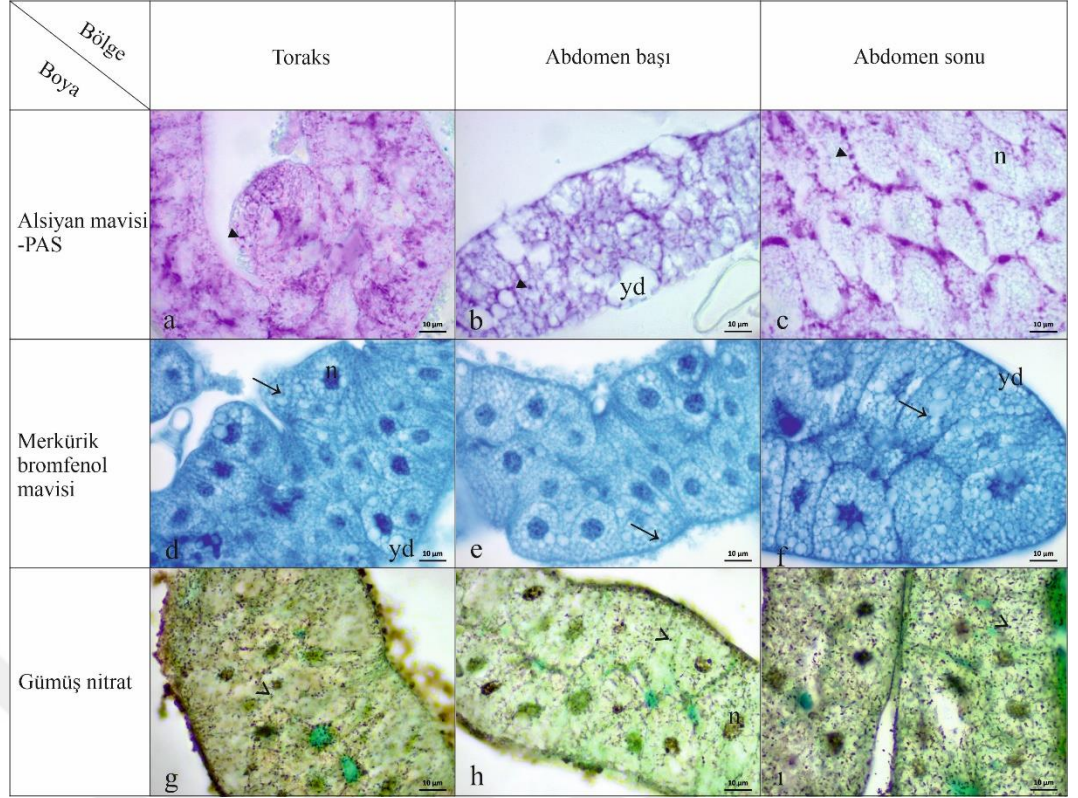 Bölge
Boya
Toraks
Abdomen başı
Abdomen sonu
Alsiyan mavisi
-PAS
a
10 µm
yd
b
10 µm
n
c
10 µm
Merkürik
bromfenol
mavisi
n
yd
d
10 µm
e
10 µm
yd
f
10 µm
Gümüş nitrat
g
10 µm
n
h
10 µm
ı
10 µm